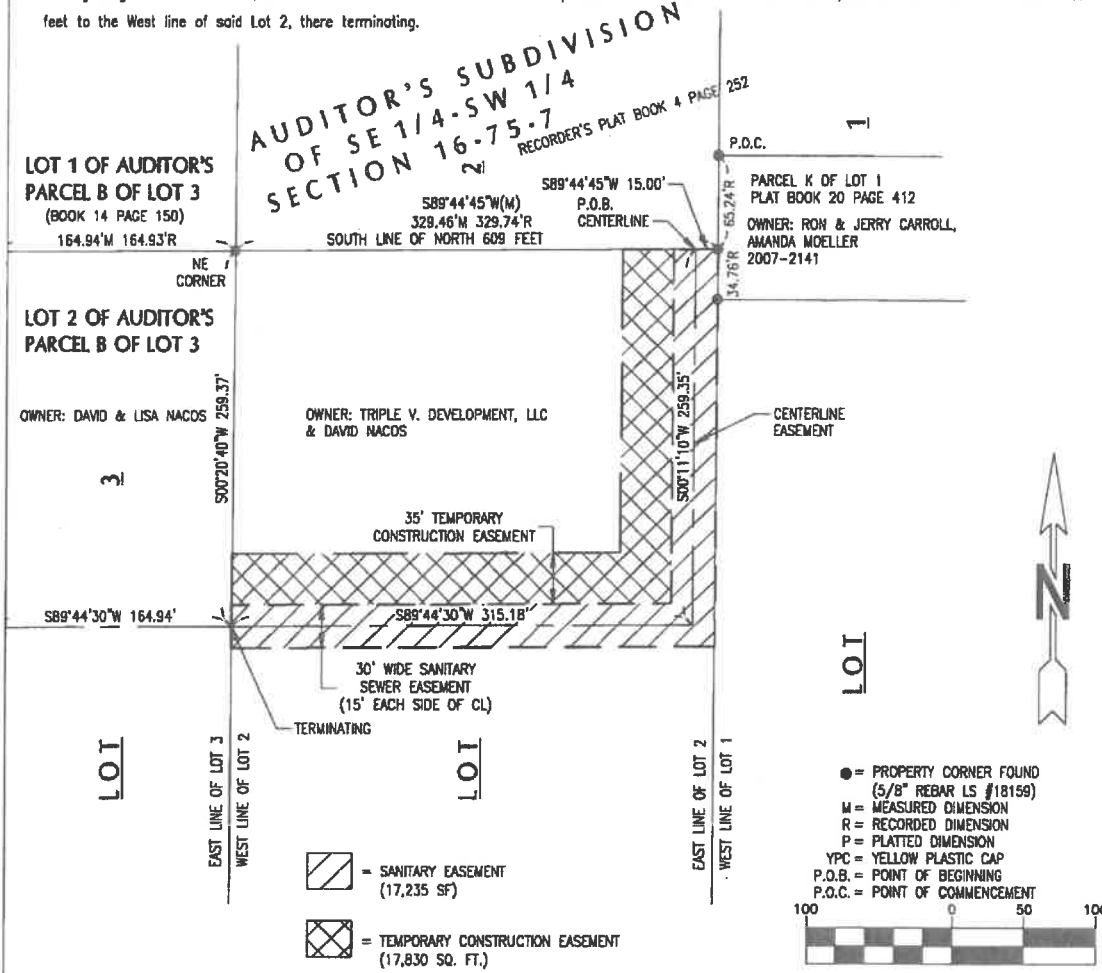 feet to the West line of said Lot 2, there terminating.
AUDITOR'S SUBDIVISION
OF SE 1/4-SW 1/4
SECTION 16-75-7
2
RECORDER'S PLAT BOOK 4 PAGE 252
1
P.O.C.
LOT 1 OF AUDITOR'S
PARCEL B OF LOT 3
(BOOK 14 PAGE 150)
164.94'M 164.93'R
NE
CORNER
S89°44'45"W(M)
329.46'M 329.74'R
SOUTH LINE OF NORTH 609 FEET
S89°44'45"W 15.00'
P.O.B.
CENTERLINE
65.24'R
34.76'R
PARCEL K OF LOT 1
PLAT BOOK 20 PAGE 412
OWNER: RON & JERRY CARROLL,
AMANDA MOELLER
2007-2141
LOT 2 OF AUDITOR'S
PARCEL B OF LOT 3
OWNER: DAVID & LISA NACOS
3
S00°20'40"W 259.37'
OWNER: TRIPLE V. DEVELOPMENT, LLC
& DAVID NACOS
S00°11'10"W 259.35'
CENTERLINE
EASEMENT
35' TEMPORARY
CONSTRUCTION EASEMENT
S89°44'30"W 164.94'
S89°44'30"W 315.18'
30' WIDE SANITARY
SEWER EASEMENT
(15' EACH SIDE OF CL)
TERMINATING
N
LOT
LOT
LOT
EAST LINE OF LOT 3
WEST LINE OF LOT 2
EAST LINE OF LOT 2
WEST LINE OF LOT 1
= SANITARY EASEMENT
(17,235 SF)
= TEMPORARY CONSTRUCTION EASEMENT
(17,830 SQ. FT.)
= PROPERTY CORNER FOUND
(5/8" REBAR LS #18159)
M = MEASURED DIMENSION
R = RECORDED DIMENSION
P = PLATTED DIMENSION
YPC = YELLOW PLASTIC CAP
P.O.B. = POINT OF BEGINNING
P.O.C. = POINT OF COMMENCEMENT
100 0 50 100